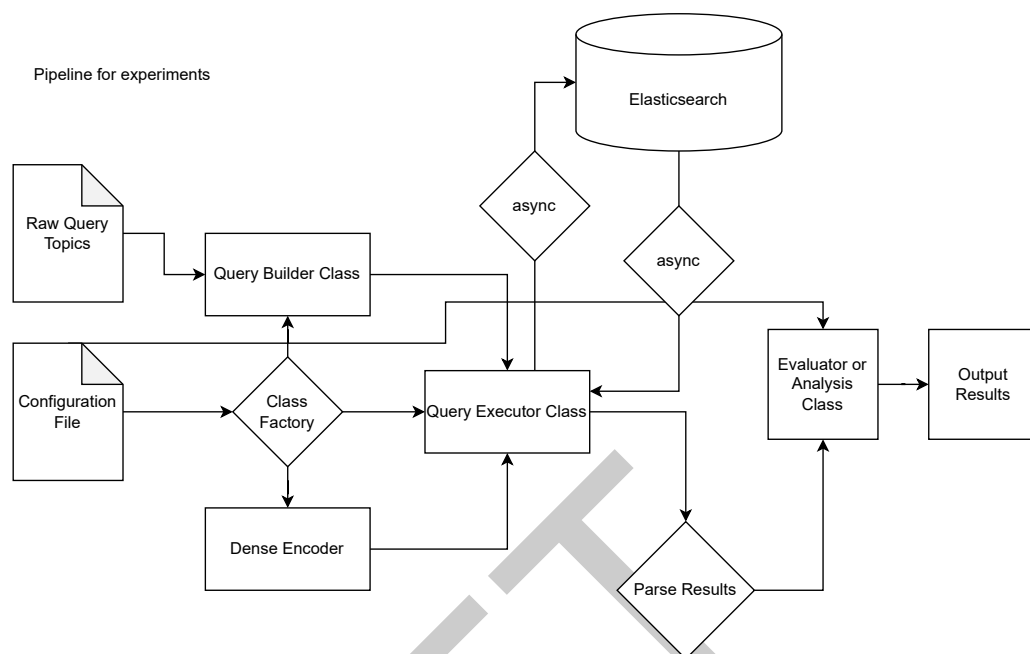 Pipeline for experiments
Elasticsearch
async
async
Raw Query
Topics
Query Builder Class
Configuration
File
Class
Factory
Query Executor Class
Evaluator or
Analysis
Class
Output
Results
Dense Encoder
Parse Results